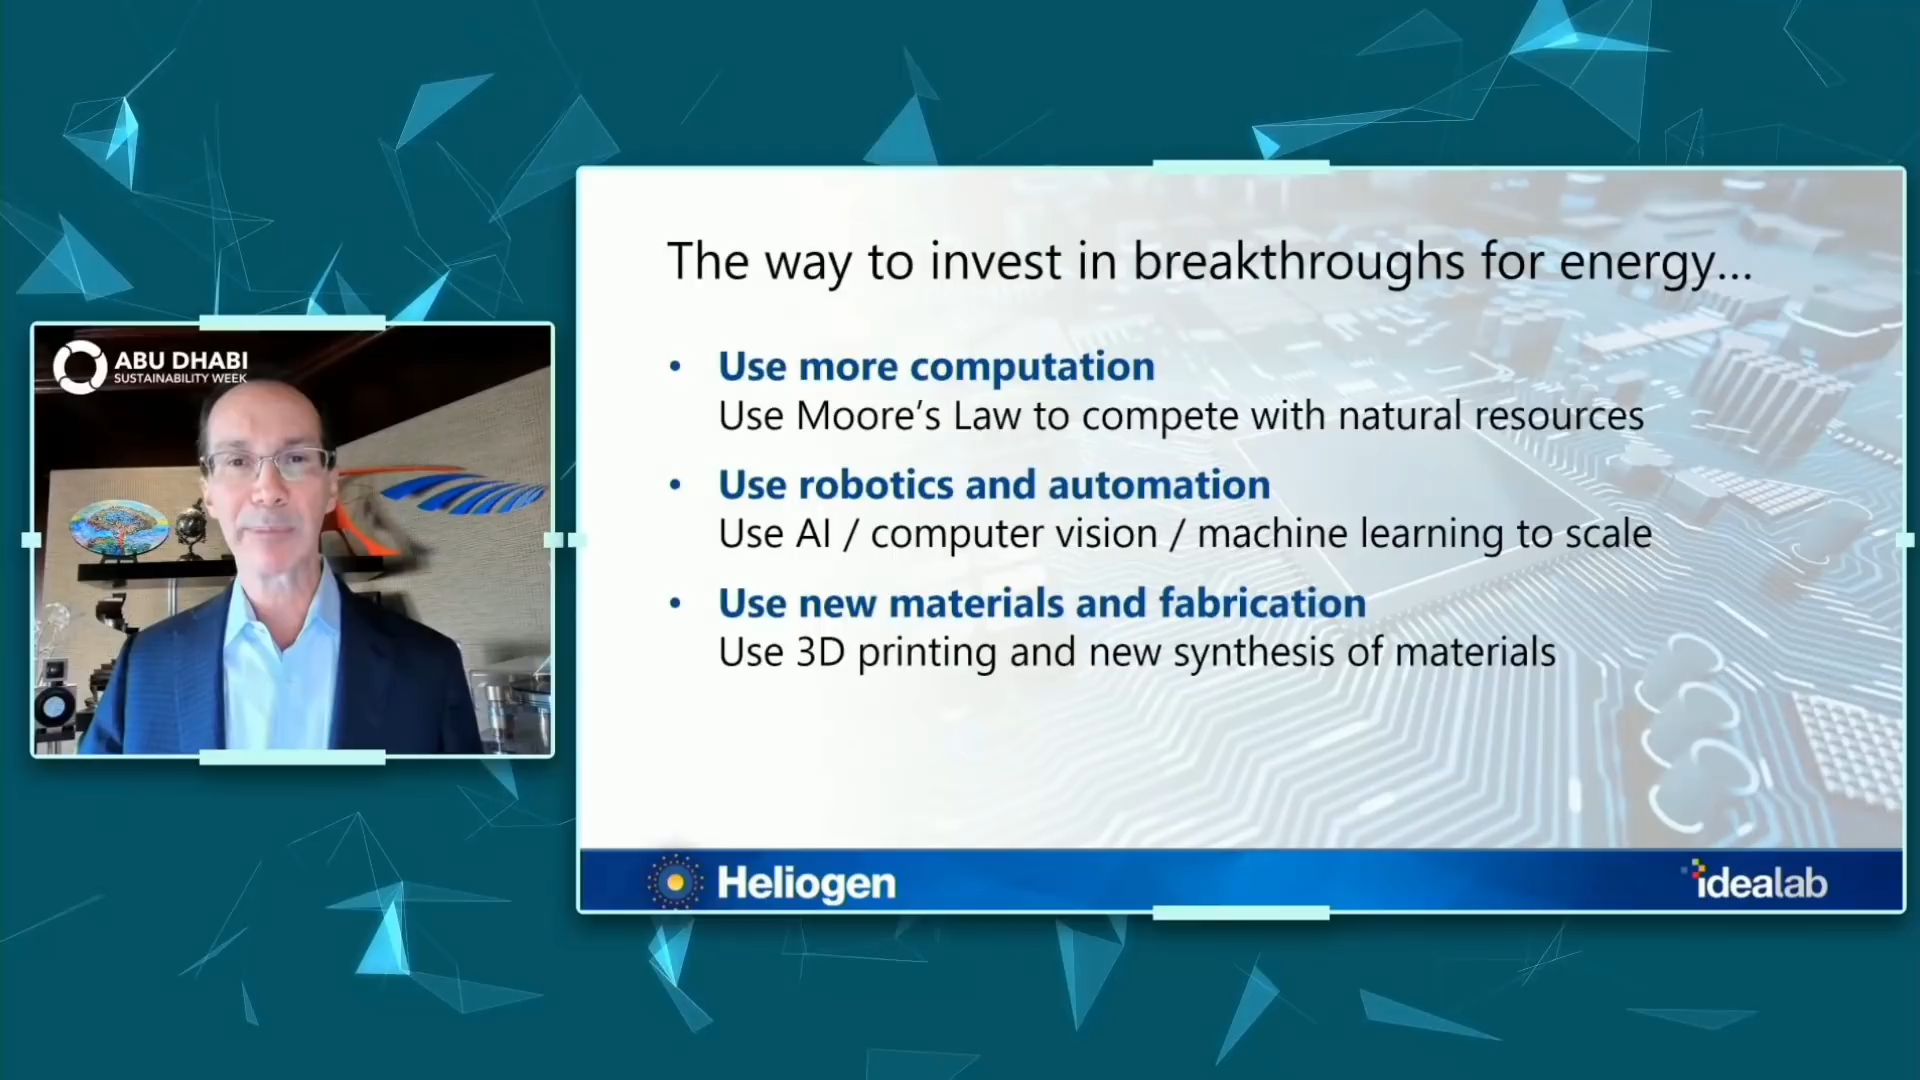 ABU DHABI
SUSTAINABILITY WEEK
The way to invest in breakthroughs for energy...
• Use more computation
Use Moore’s Law to compete with natural resources
• Use robotics and automation
Use AI / computer vision / machine learning to scale
• Use new materials and fabrication
Use 3D printing and new synthesis of materials
Heliogen
idealab